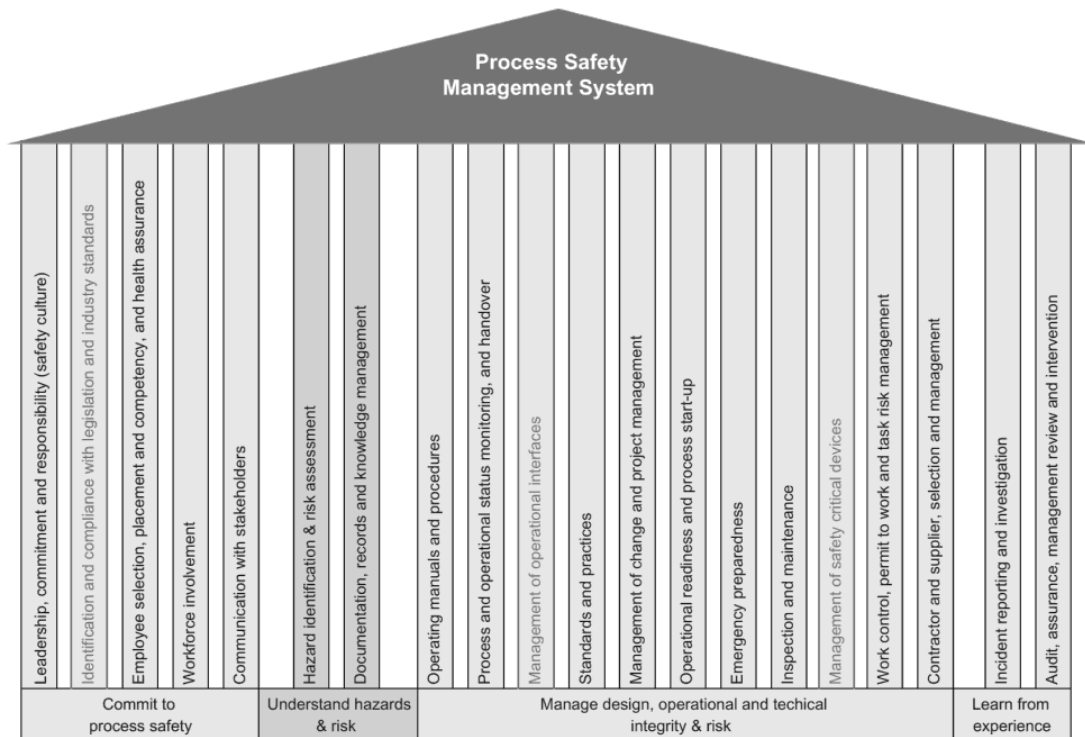 Process Safety
Management System
Leadership, commitment and responsibility (safety culture)
Identification and compliance with legislation and industry standards
Employee selection, placement and competency, and health assurance
Workforce involvement
Communication with stakeholders
Hazard identification & risk assessment
Documentation, records and knowledge management
Operating manuals and procedures
Process and operational status monitoring, and handover
Management of operational interfaces
Standards and practices
Management of change and project management
Operational readiness and process start-up
Emergency preparedness
Inspection and maintenance
Management of safety critical devices
Work control, permit to work and task risk management
Contractor and supplier, selection and management
Incident reporting and investigation
Audit, assurance, management review and intervention
Commit to
process safety
Understand hazards
& risk
Manage design, operational and techical
integrity & risk
Learn from
experience